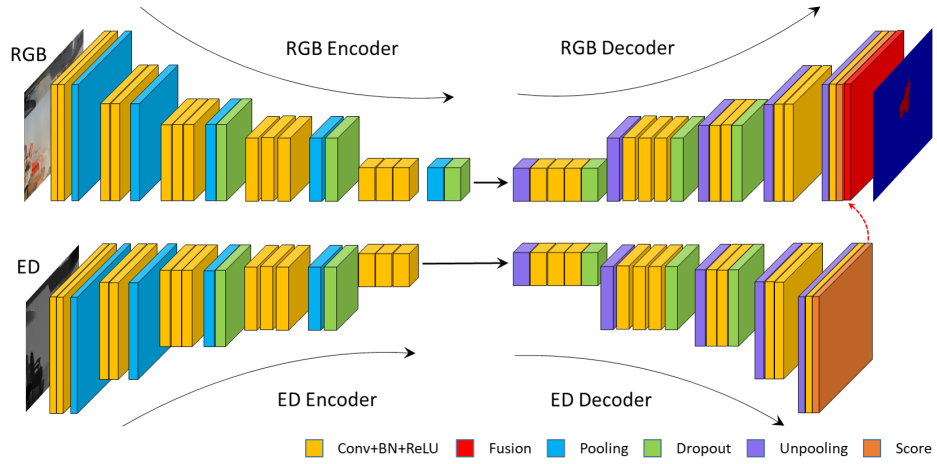 RGB
RGB Encoder
RGB Decoder
ED
ED Encoder
ED Decoder
Conv+BN+ReLU Fusion Pooling Dropout Unpooling Score